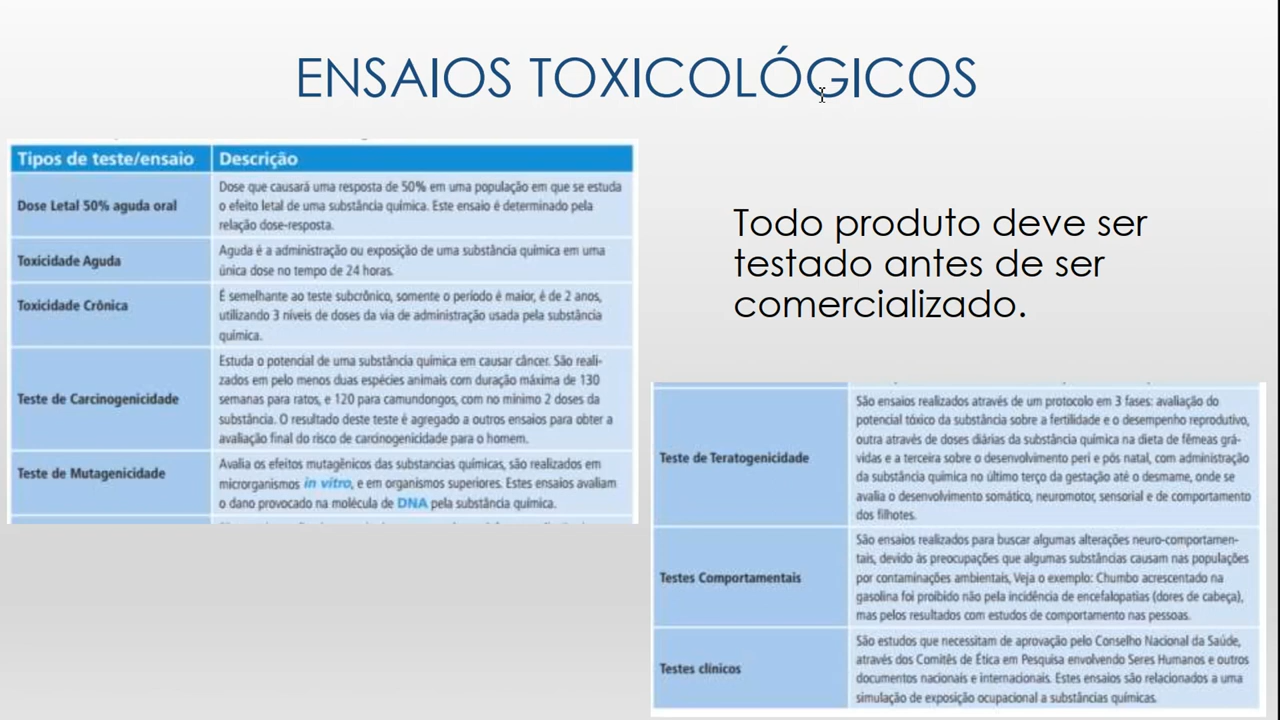 ENSAIOS TOXICOLÓGICOS
Tipos de teste/ensaio
Descrição
Dose Letal 50% aguda oral
Dose que causará uma resposta de 50% em uma população em que se estuda
o efeito letal de uma substância química. Este ensaio é determinado pela
relação dose-resposta.
Toxicidade Aguda
Aguda é a administração ou exposição de uma substância química em uma
única dose no tempo de 24 horas.
Toxicidade Crônica
É semelhante ao teste subcrônico, somente o período é maior, é de 2 anos,
utilizando 3 níveis de doses da via de administração usada pela substância
química.
Teste de Carcinogenicidade
Estuda o potencial de uma substância química em causar câncer. São reali-
zados em pelo menos duas espécies animais com duração máxima de 130
semanas para ratos, e 120 para camundongos, com no mínimo 2 doses da
substância. O resultado deste teste é agregado a outros ensaios para obter a
avaliação final do risco de carcinogenicidade para o homem.
Teste de Mutagenicidade
Avalia os efeitos mutagênicos das substancias químicas, são realizados em
microrganismos in vitro, e em organismos superiores. Estes ensaios avaliam
o dano provocado na molécula de DNA pela substância química.
Todo produto deve ser
testado antes de ser
comercializado.
Teste de Teratogenicidade
São ensaios realizados através de um protocolo em 3 fases: avaliação do
potencial tóxico da substância sobre a fertilidade e o desempenho reprodutivo,
outra através de doses diárias da substância química na dieta de fêmeas grá-
vidas e a terceira sobre o desenvolvimento peri e pós natal, com administração
da substância química no último terço da gestação até o desmame, onde se
avalia o desenvolvimento somático, neuromotor, sensorial e de comportamento
dos filhotes.
Testes Comportamentais
São ensaios realizados para buscar algumas alterações neuro-comportamen-
tais, devido às preocupações que algumas substâncias causam nas populações
por contaminações ambientais, Veja o exemplo: Chumbo acrescentado na
gasolina foi proibido não pela incidência de encefalopatias (dores de cabeça),
mas pelos resultados com estudos de comportamento nas pessoas.
Testes clínicos
São estudos que necessitam de aprovação pelo Conselho Nacional da Saúde,
através dos Comitês de Ética em Pesquisa envolvendo Seres Humanos e outros
documentos nacionais e internacionais. Estes ensaios são relacionados a uma
simulação de exposição ocupacional a substâncias químicas.